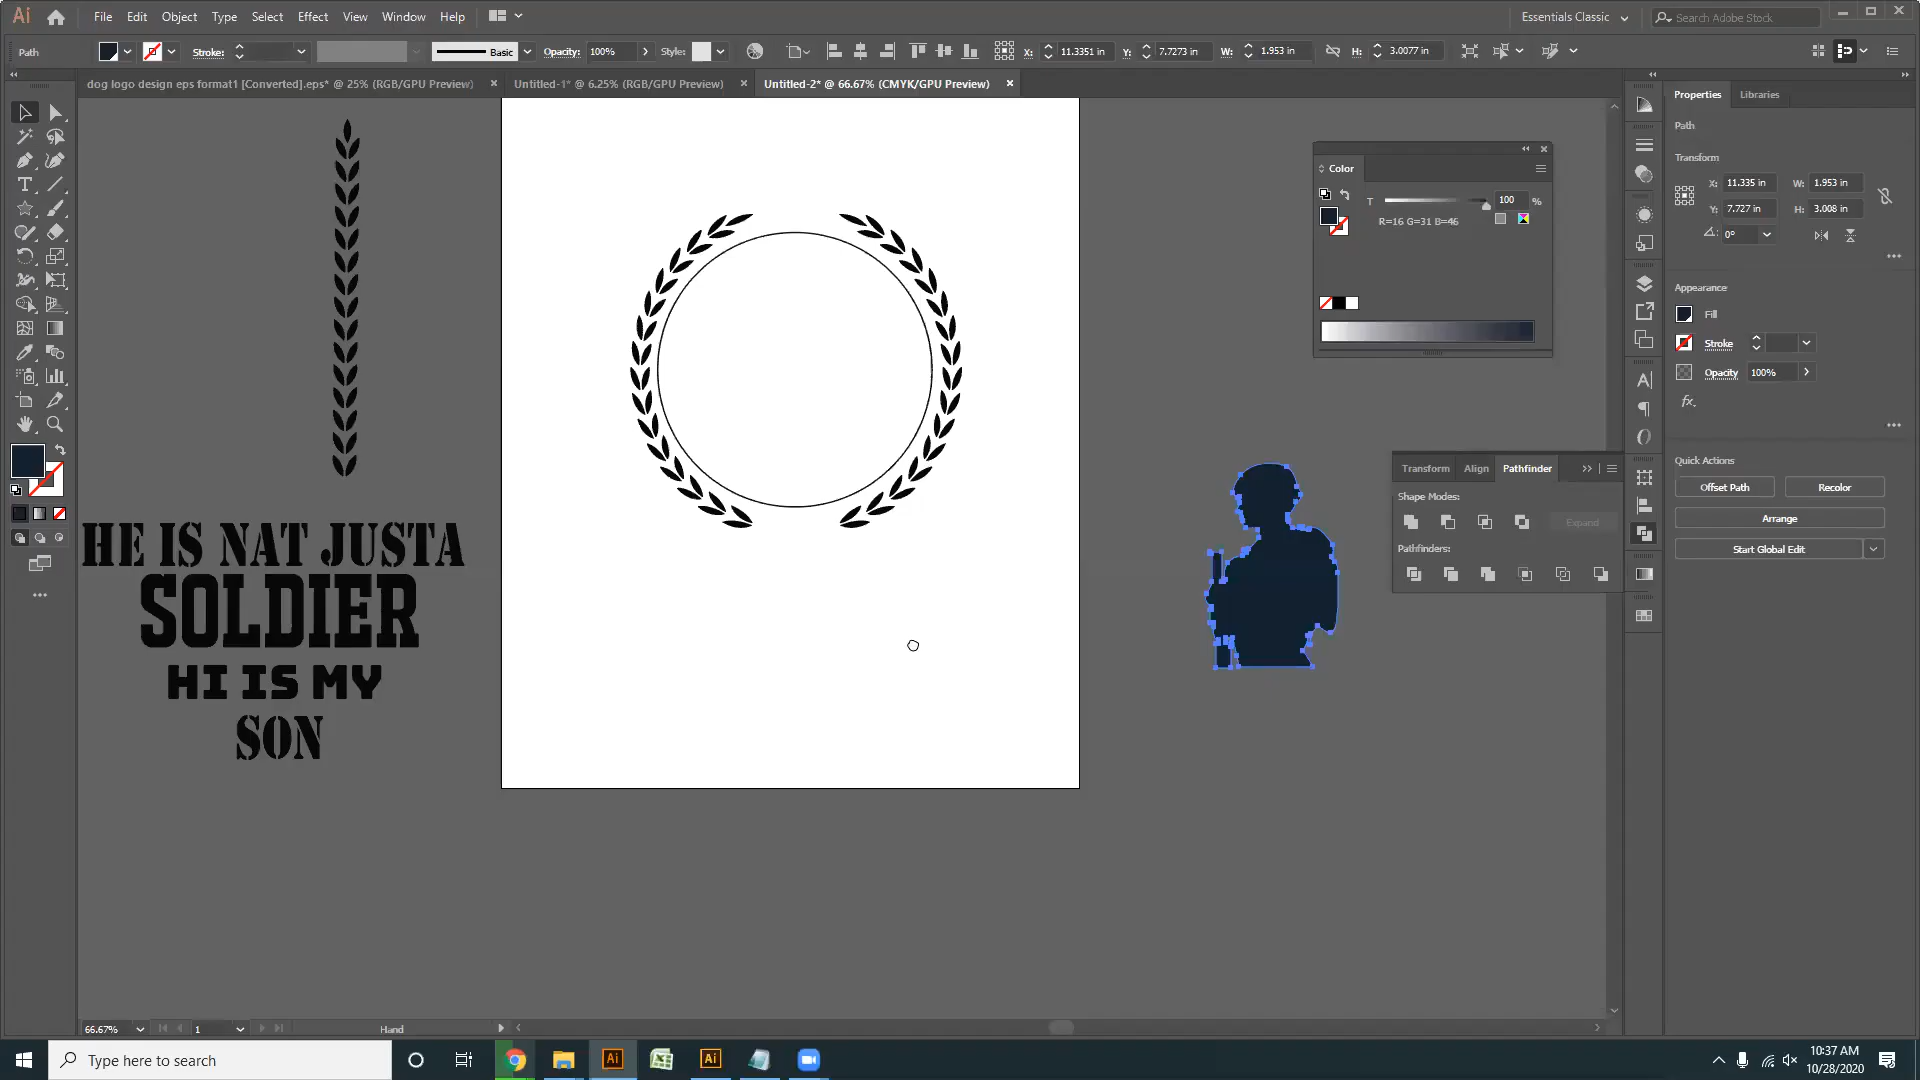 Ai File Edit Object Type Select Effect View Window Help Essentials Classic Search Adobe Stock
Path Stroke: Basic Opacity: 100% Style: X: 11.3351 in Y: 7.7273 in W: 1.953 in H: 3.0077 in
dog logo design eps format1 [Converted].eps* @ 25% (RGB/GPU Preview) Untitled-1* @ 6.25% (RGB/GPU Preview) Untitled-2* @ 66.67% (CMYK/GPU Preview)
Properties Libraries
Path
Transform
X: 11.335 in W: 1.953 in
Y: 7.727 in H: 3.008 in
0°
Appearance
Fill
Stroke
Opacity 100%
fx
Quick Actions
Offset Path Recolor
Arrange
Start Global Edit
Color
T 100 %
R=16 G=31 B=46
Transform Align Pathfinder
Shape Modes:
Expand
Pathfinders:
HE IS NAT JUSTA
SOLDIER
HI IS MY
SON
66.67% 1 Hand
Type here to search
10:37 AM
10/28/2020